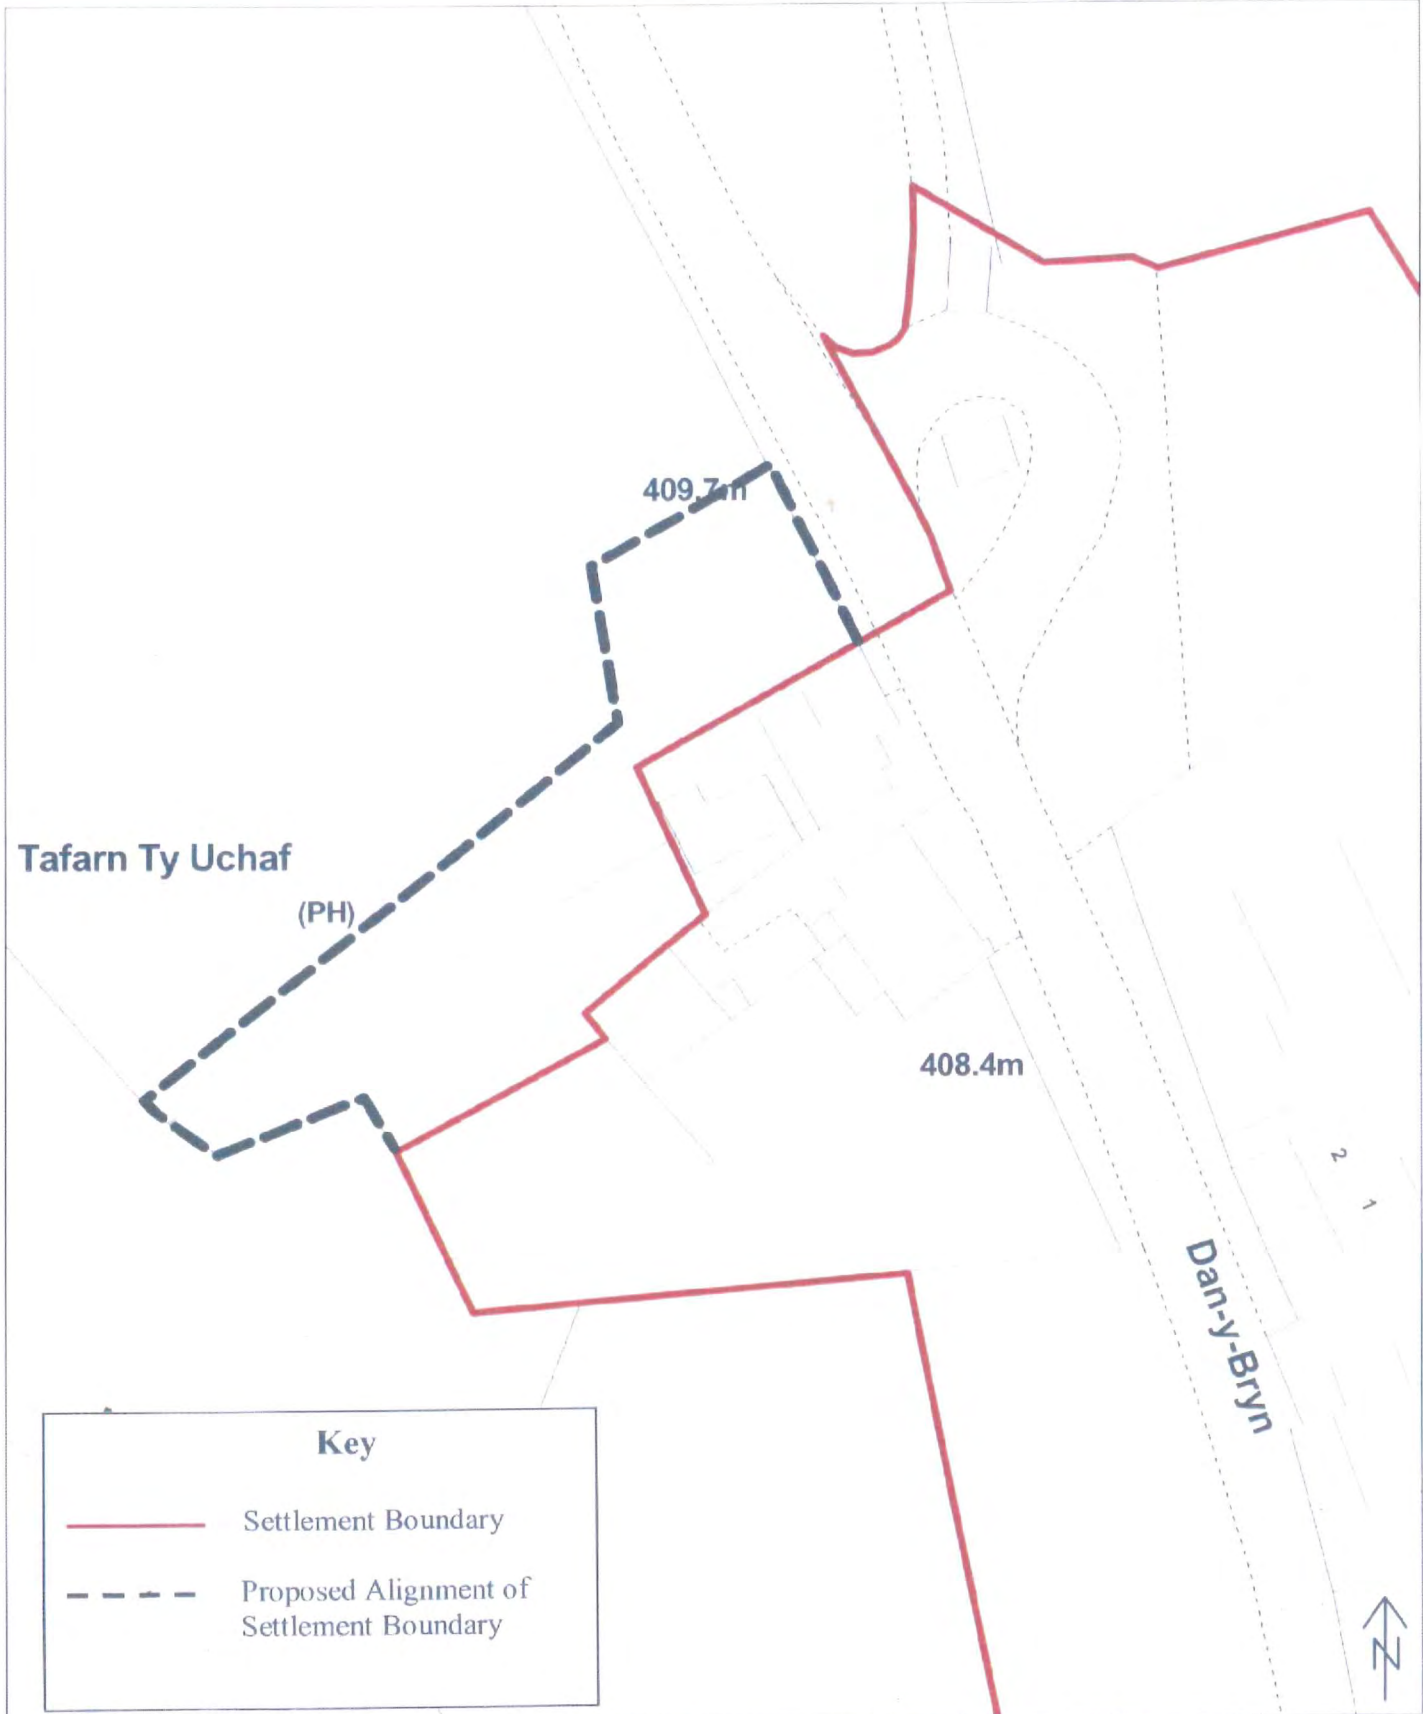 409.7m
Tafarn Ty Uchaf
(PH)
408.4m
2
1
Dan-y-Bryn
Key
Settlement Boundary
Proposed Alignment of
Settlement Boundary
N